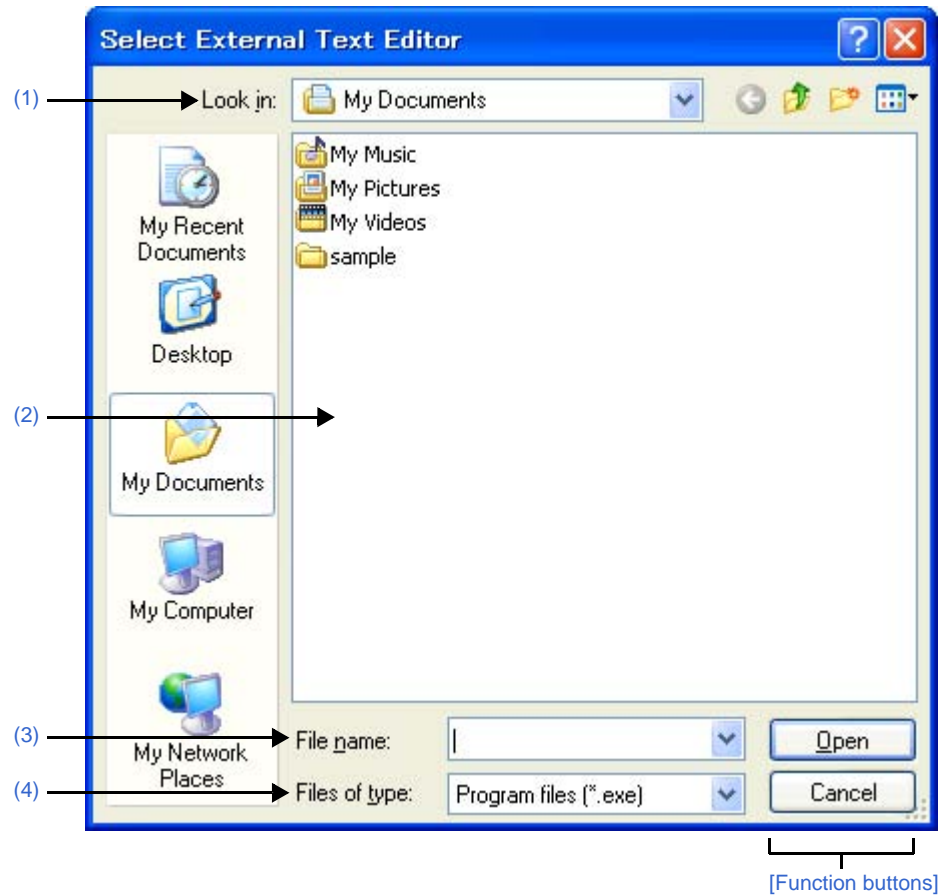 Select External Text Editor
(1)
Look in:
My Documents
My Music
My Pictures
My Videos
sample
My Recent
Documents
Desktop
(2)
My Documents
My Computer
My Network
Places
(3)
File name:
Open
(4)
Files of type:
Program files (*.exe)
Cancel
[Function buttons]